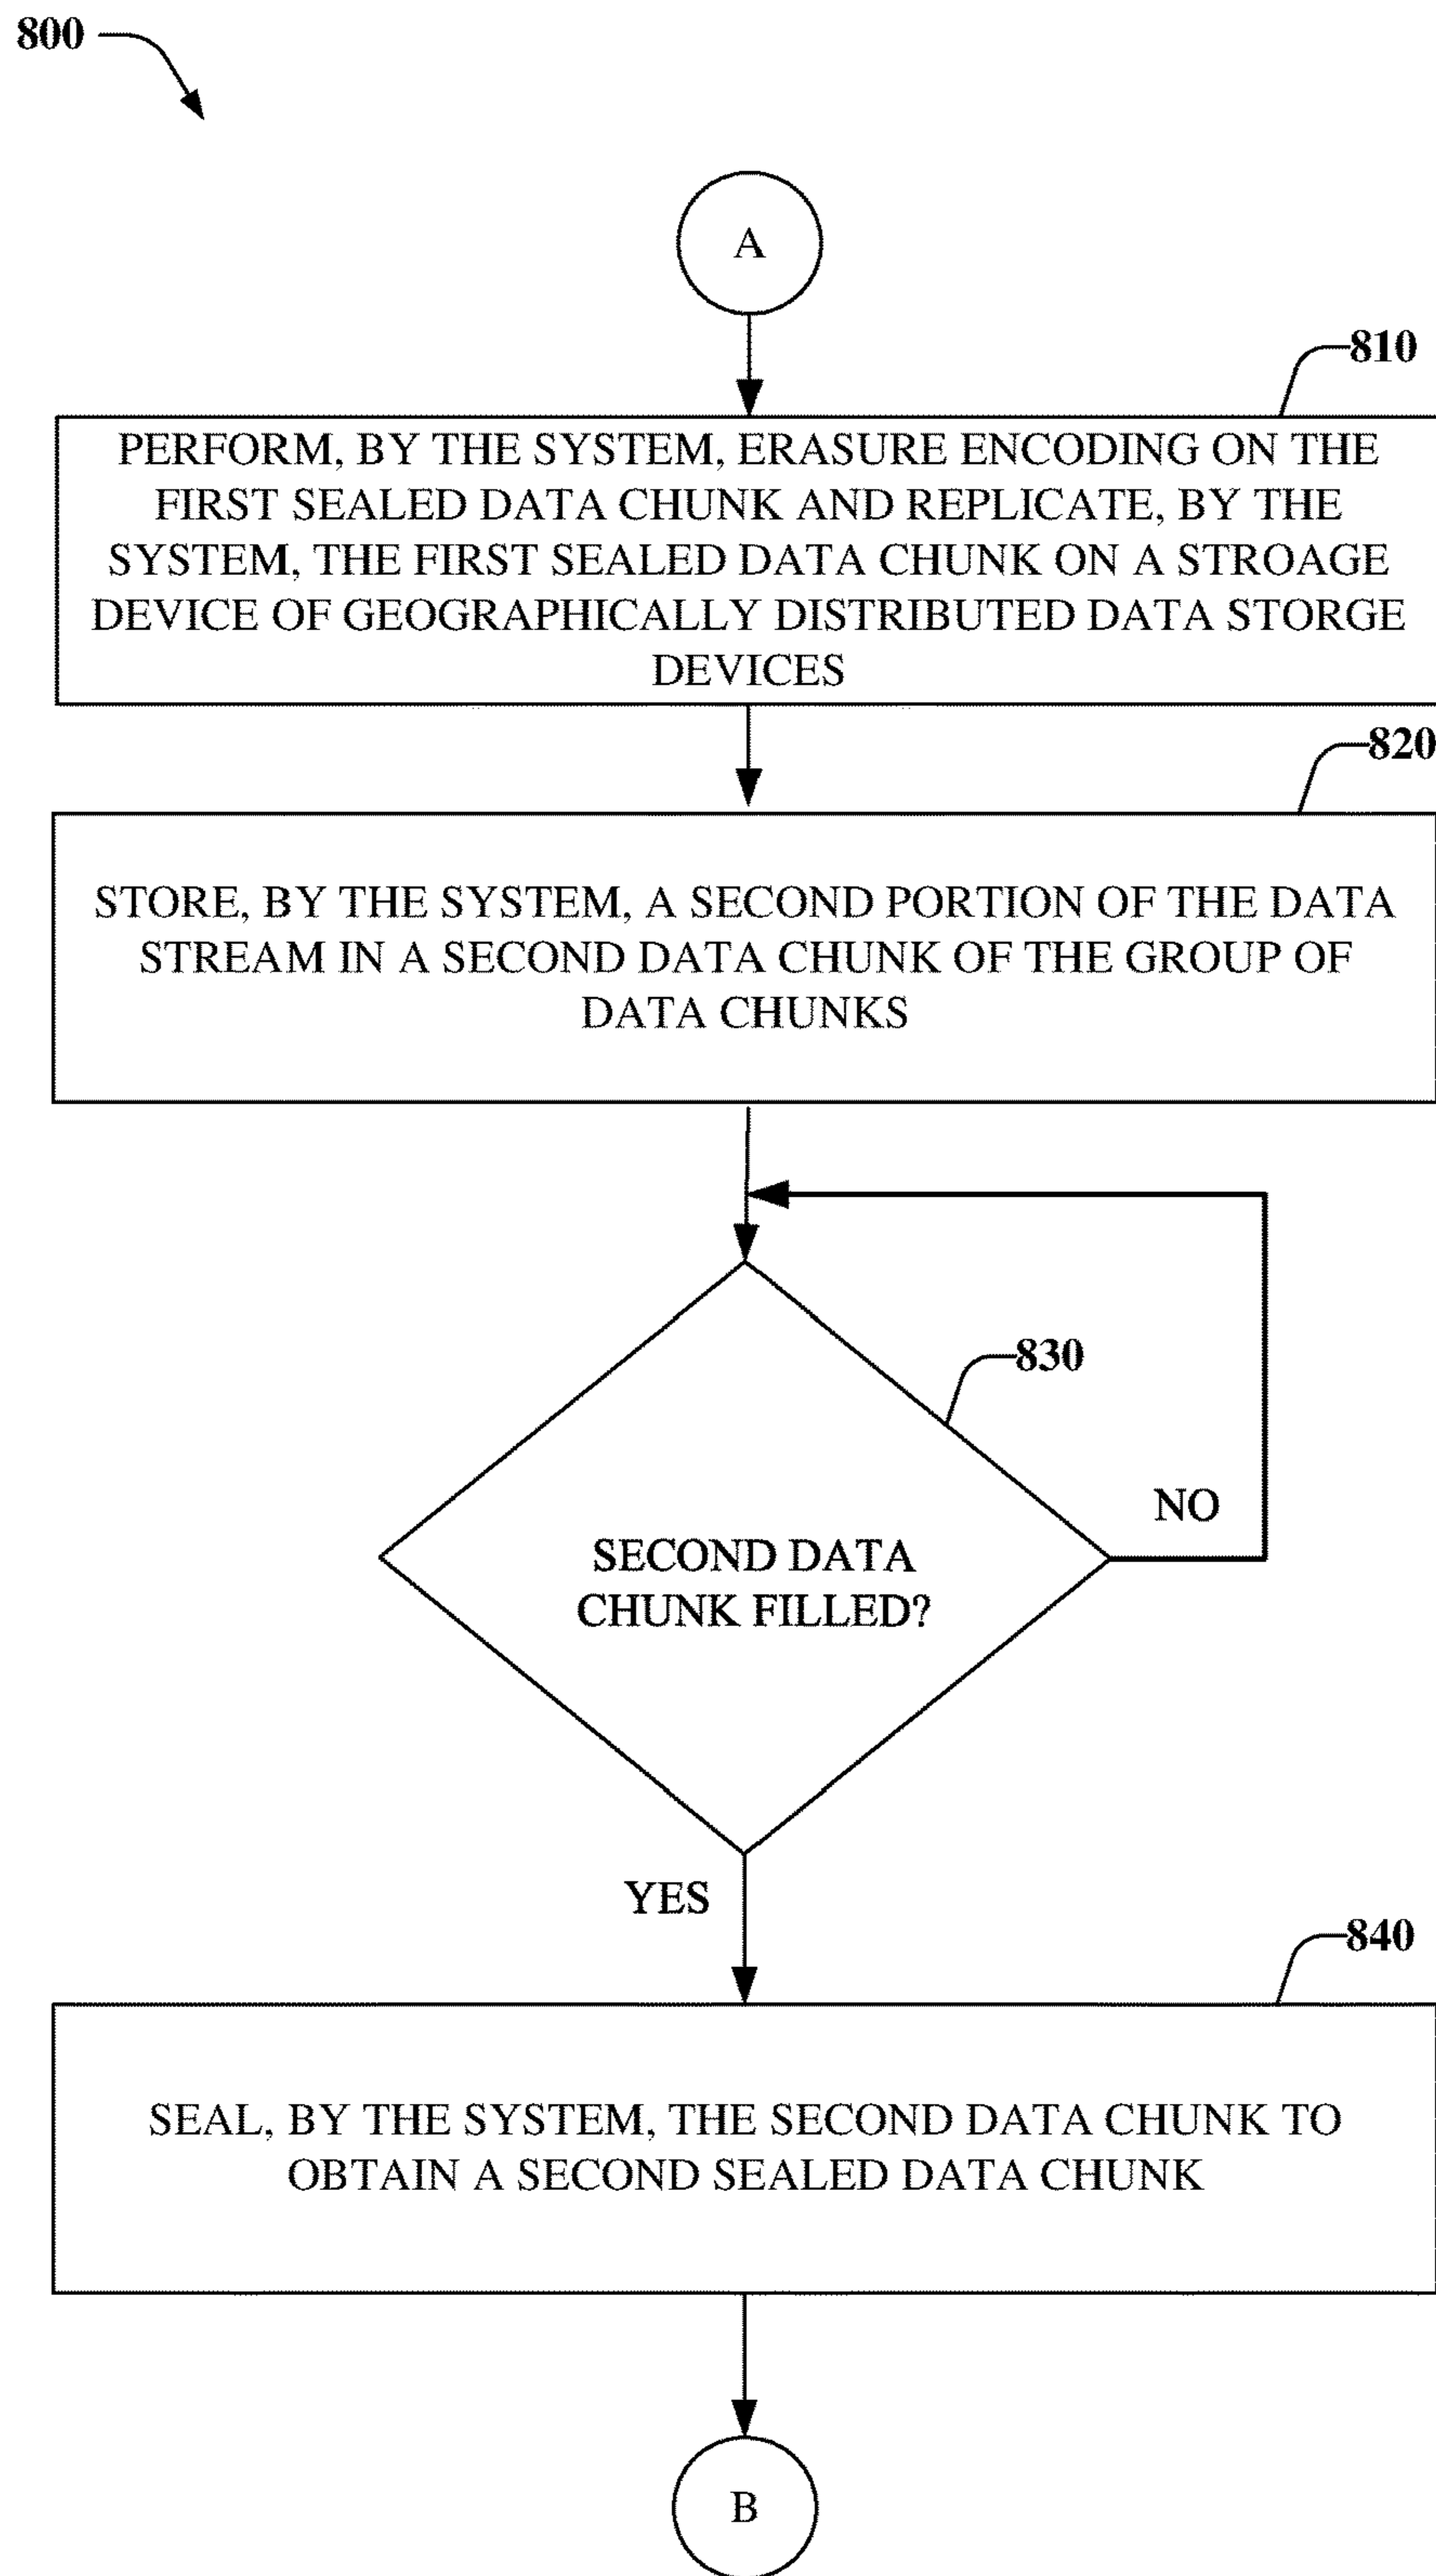 800
A
810
PERFORM, BY THE SYSTEM, ERASURE ENCODING ON THE
FIRST SEALED DATA CHUNK AND REPLICATE, BY THE
SYSTEM, THE FIRST SEALED DATA CHUNK ON A STROAGE
DEVICE OF GEOGRAPHICALLY DISTRIBUTED DATA STORGE
DEVICES
820
STORE, BY THE SYSTEM, A SECOND PORTION OF THE DATA
STREAM IN A SECOND DATA CHUNK OF THE GROUP OF
DATA CHUNKS
830
NO
SECOND DATA
CHUNK FILLED?
YES
840
SEAL, BY THE SYSTEM, THE SECOND DATA CHUNK TO
OBTAIN A SECOND SEALED DATA CHUNK
B